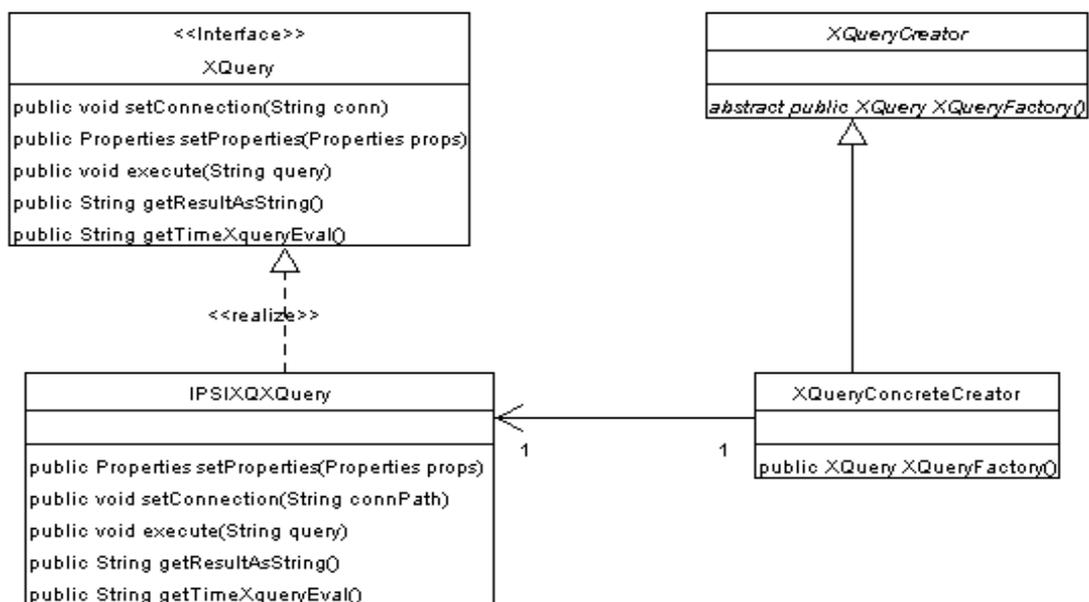 <<Interface>>
XQuery
public void setConnection(String conn)
public Properties setProperties(Properties props)
public void execute(String query)
public String getResultAsString()
public String getTimeXqueryEval()
<<realize>>
IPSIXQXQuery
public Properties setProperties(Properties props)
public void setConnection(String connPath)
public void execute(String query)
public String getResultAsString()
public String getTimeXqueryEval()
XQueryCreator
abstract public XQuery XQueryFactory()
1
1
XQueryConcreteCreator
public XQuery XQueryFactory()